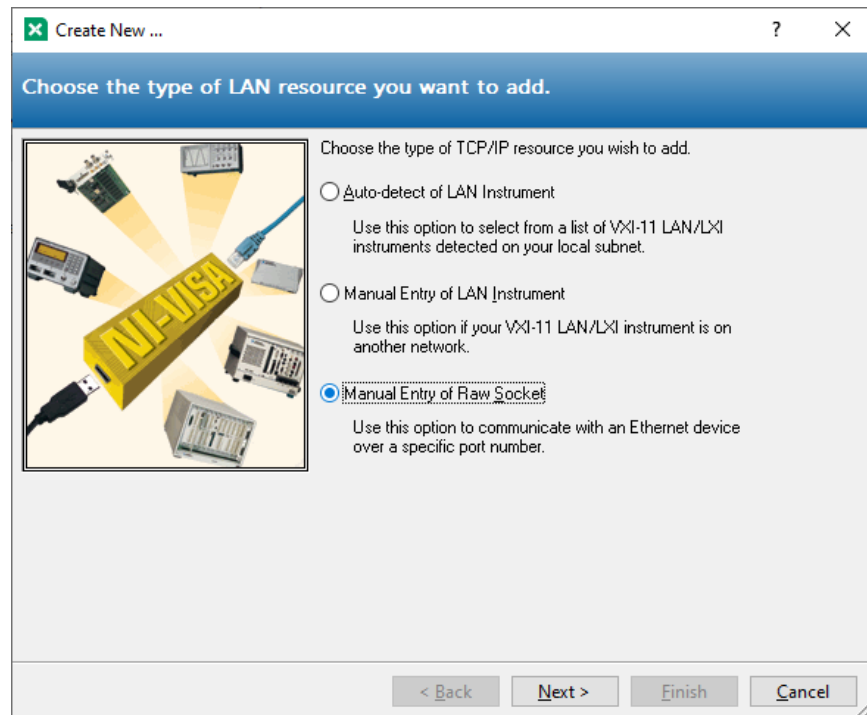 Create New ...
?
Choose the type of LAN resource you want to add.
Choose the type of TCP/IP resource you wish to add.
Auto-detect of LAN Instrument
Use this option to select from a list of VXI-11 LAN/LXI
instruments detected on your local subnet.
Manual Entry of LAN Instrument
Use this option if your VXI-11 LAN/LXI instrument is on
another network.
Manual Entry of Raw Socket
Use this option to communicate with an Ethernet device
over a specific port number.
NI-VISA
< Back
Next >
Finish
Cancel